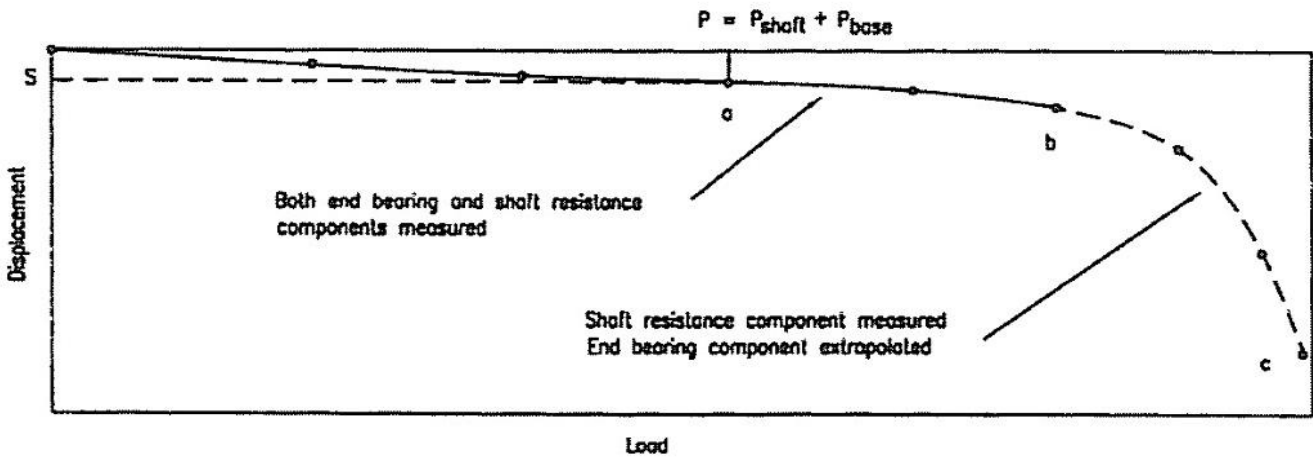 P = Pshaft + Pbase
S
a
b
Both end bearing and shaft resistance
components measured
Displacement
Shaft resistance component measured
End bearing component extrapolated
c
Load